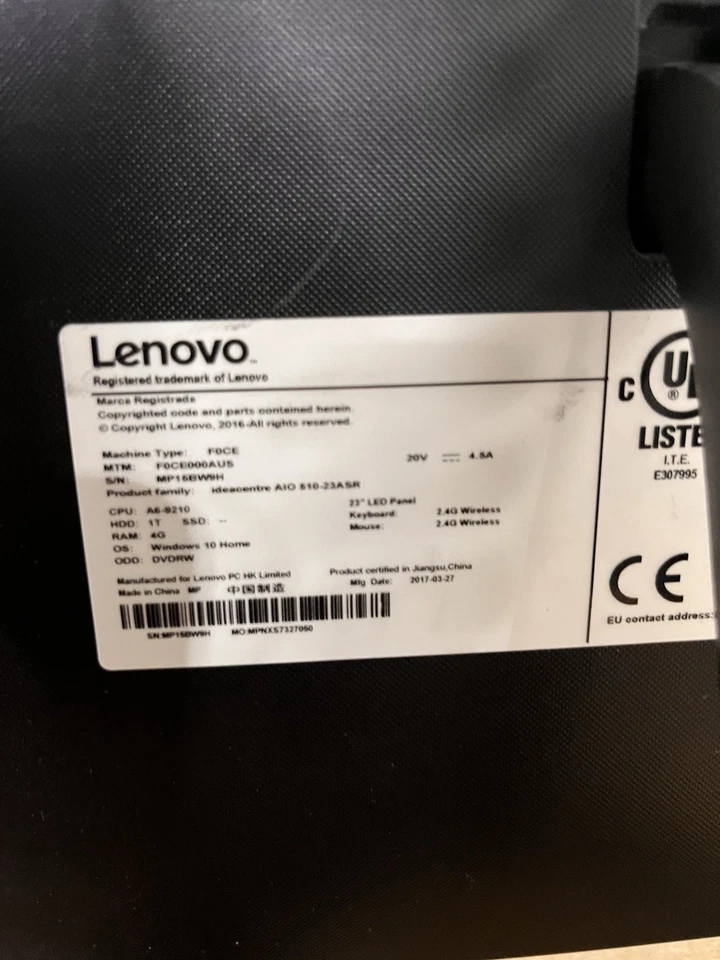 Lenovo™
Registered trademark of Lenovo
Marca Registrada
Copyrighted code and parts contained herein.
© Copyright Lenovo, 2016-All rights reserved.
Machine Type: F0CE
MTM: F0CE000AUS
S/N: MP15BW9H
Product family: ideacentre AIO 510-23ASR
20V ⎓ 4.5A
CPU: A6-9210
HDD: 1T SSD: --
RAM: 4G
OS: Windows 10 Home
ODD: DVDRW
23" LED Panel
Keyboard: 2.4G Wireless
Mouse: 2.4G Wireless
Manufactured for Lenovo PC HK Limited
Made in China MP 中国制造
Product certified in Jiangsu,China
Mfg Date: 2017-03-27
SN:MP15BW9H MO:MPNXS7327050
C UL ®
LISTE
I.T.E.
E307995
CE
EU contact address: